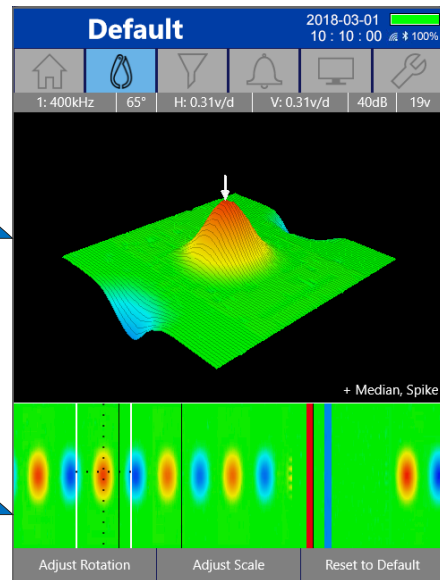 Default
2018-03-01
10 : 10 : 00 100%
1: 400kHz 65° H: 0.31v/d V: 0.31v/d 40dB 19v
+ Median, Spike
Adjust Rotation Adjust Scale Reset to Default